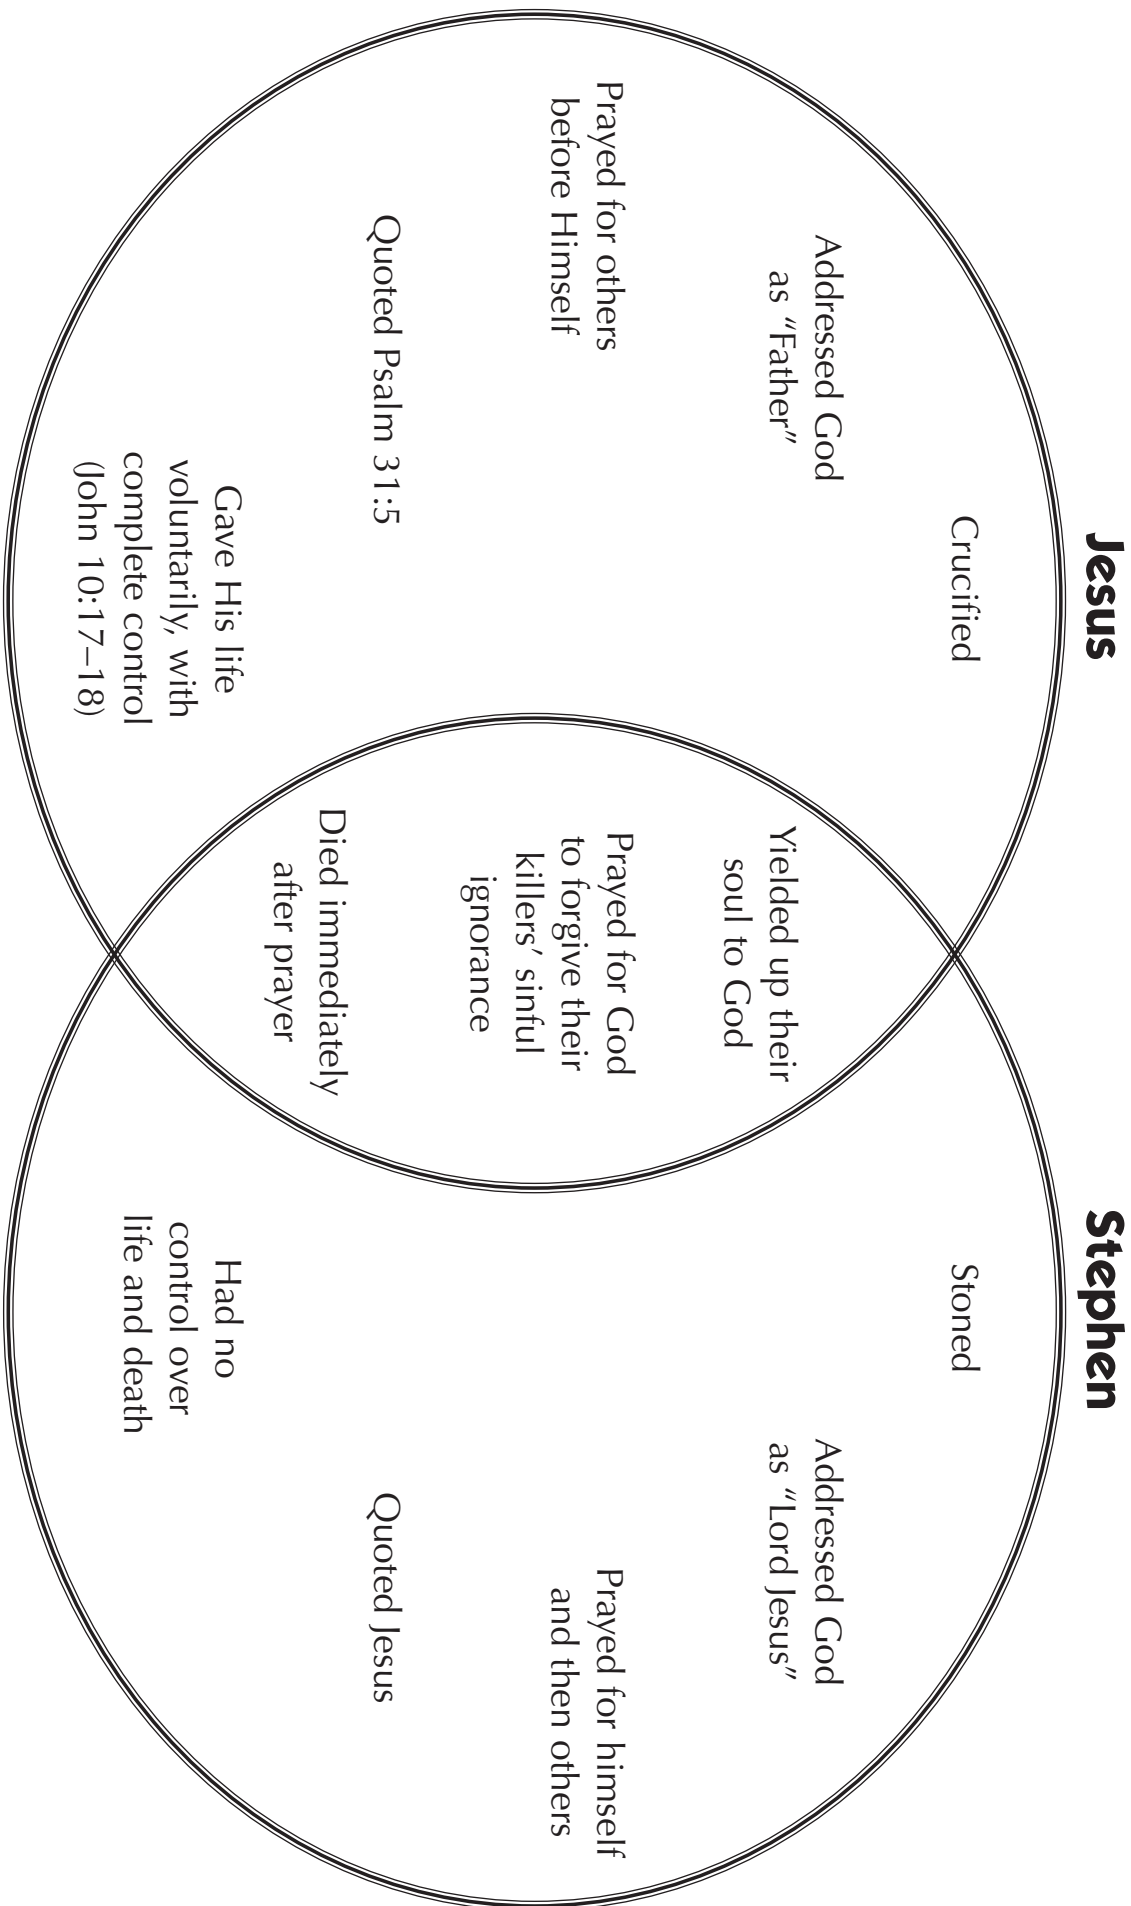 Jesus
Stephen
Crucified
Addressed God
as “Father”
Prayed for others
before Himself
Quoted Psalm 31:5
Gave His life
voluntarily, with
complete control
(John 10:17–18)
Yielded up their
soul to God
Prayed for God
to forgive their
killers’ sinful
ignorance
Died immediately
after prayer
Stoned
Addressed God
as “Lord Jesus”
Prayed for himself
and then others
Quoted Jesus
Had no
control over
life and death